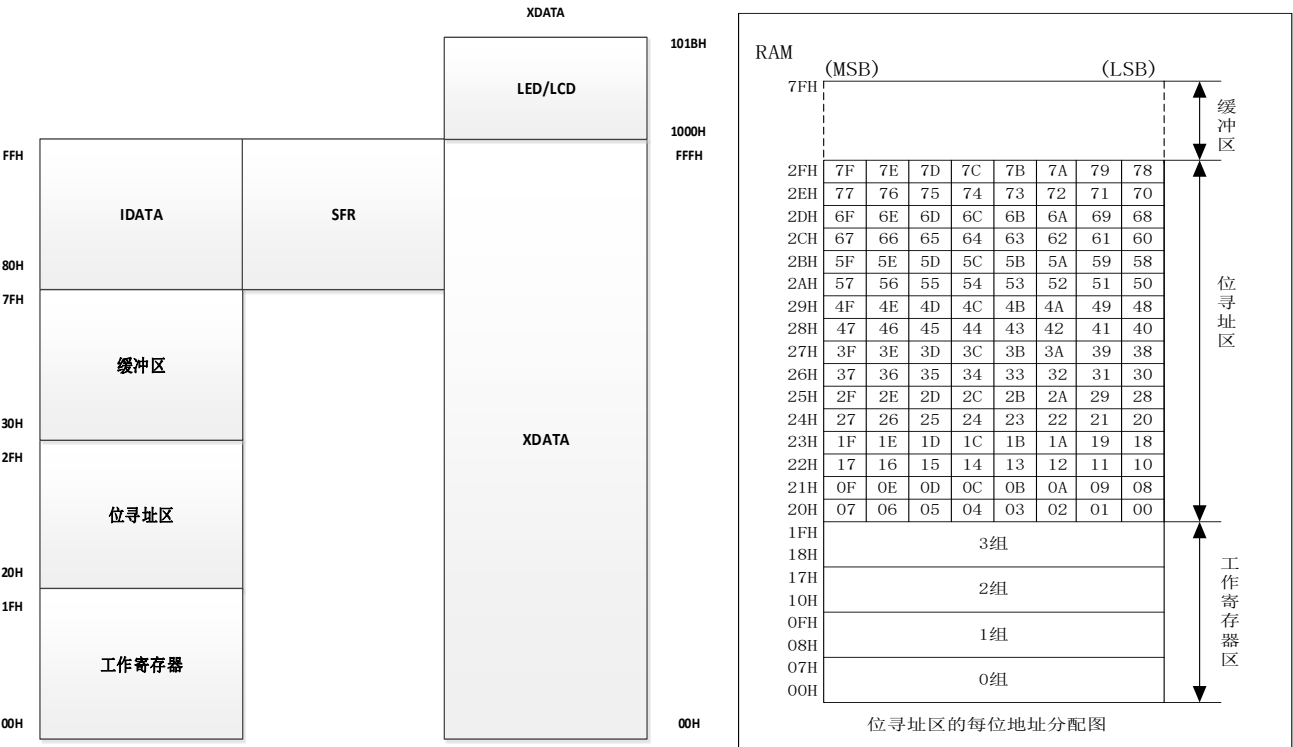 XDATA
101BH
LED/LCD
1000H
FFH
FFFH
IDATA
SFR
80H
7FH
缓冲区
30H
XDATA
2FH
位寻址区
20H
1FH
工作寄存器
00H
00H
RAM
(MSB) (LSB)
7FH
缓冲区
2FH 7F 7E 7D 7C 7B 7A 79 78
2EH 77 76 75 74 73 72 71 70
2DH 6F 6E 6D 6C 6B 6A 69 68
2CH 67 66 65 64 63 62 61 60
2BH 5F 5E 5D 5C 5B 5A 59 58
2AH 57 56 55 54 53 52 51 50
29H 4F 4E 4D 4C 4B 4A 49 48
28H 47 46 45 44 43 42 41 40
27H 3F 3E 3D 3C 3B 3A 39 38
26H 37 36 35 34 33 32 31 30
25H 2F 2E 2D 2C 2B 2A 29 28
24H 27 26 25 24 23 22 21 20
23H 1F 1E 1D 1C 1B 1A 19 18
22H 17 16 15 14 13 12 11 10
21H 0F 0E 0D 0C 0B 0A 09 08
20H 07 06 05 04 03 02 01 00
位寻址区
1FH
3组
18H
17H
2组
10H
0FH
1组
08H
07H
0组
00H
工作寄存器区
位寻址区的每位地址分配图